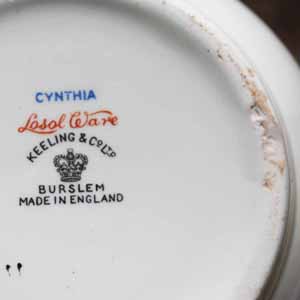 CYNTHIA
Losol Ware
KEELING & CO LTD
BURSLEM
MADE IN ENGLAND